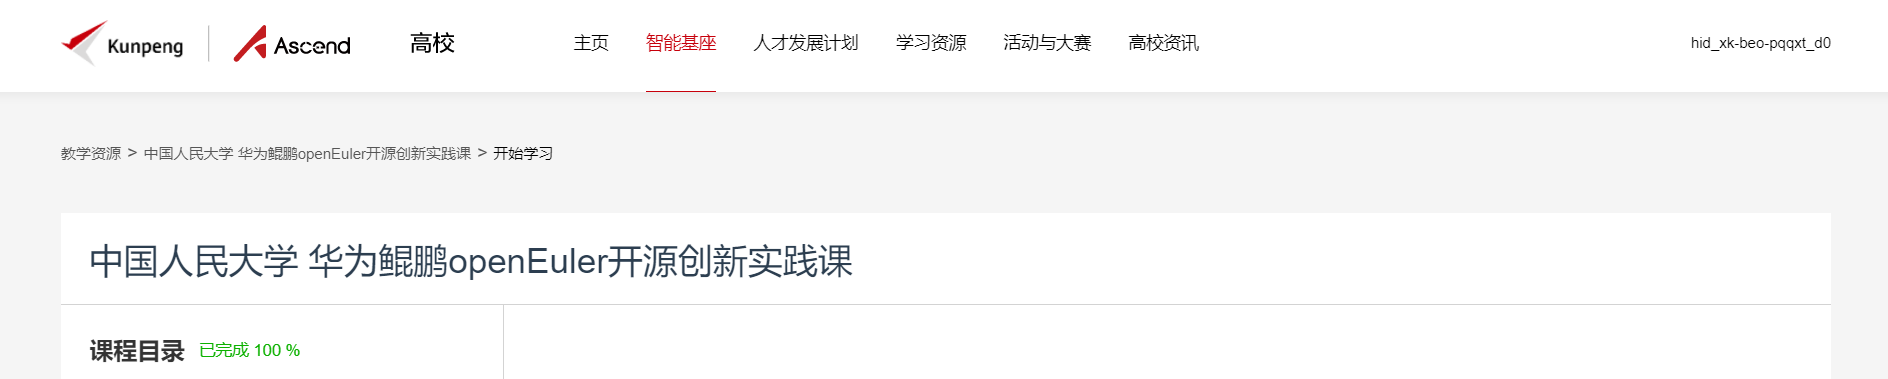 Kunpeng Ascend 高校 主页 智能基座 人才发展计划 学习资源 活动与大赛 高校资讯 hid_xk-beo-pqqxt_d0
教学资源 > 中国人民大学 华为鲲鹏openEuler开源创新实践课 > 开始学习
中国人民大学 华为鲲鹏openEuler开源创新实践课
课程目录 已完成 100 %